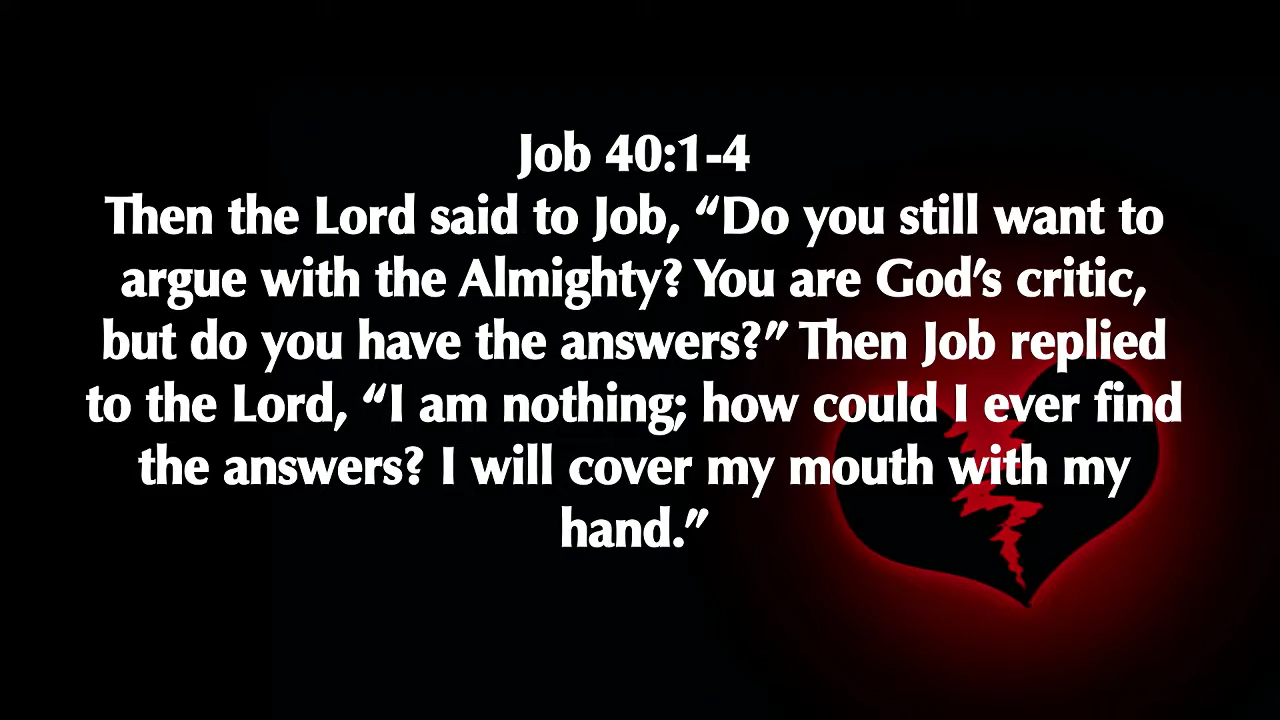 Job 40:1-4
Then the Lord said to Job, “Do you still want to
argue with the Almighty? You are God’s critic,
but do you have the answers?” Then Job replied
to the Lord, “I am nothing; how could I ever find
the answers? I will cover my mouth with my
hand.”